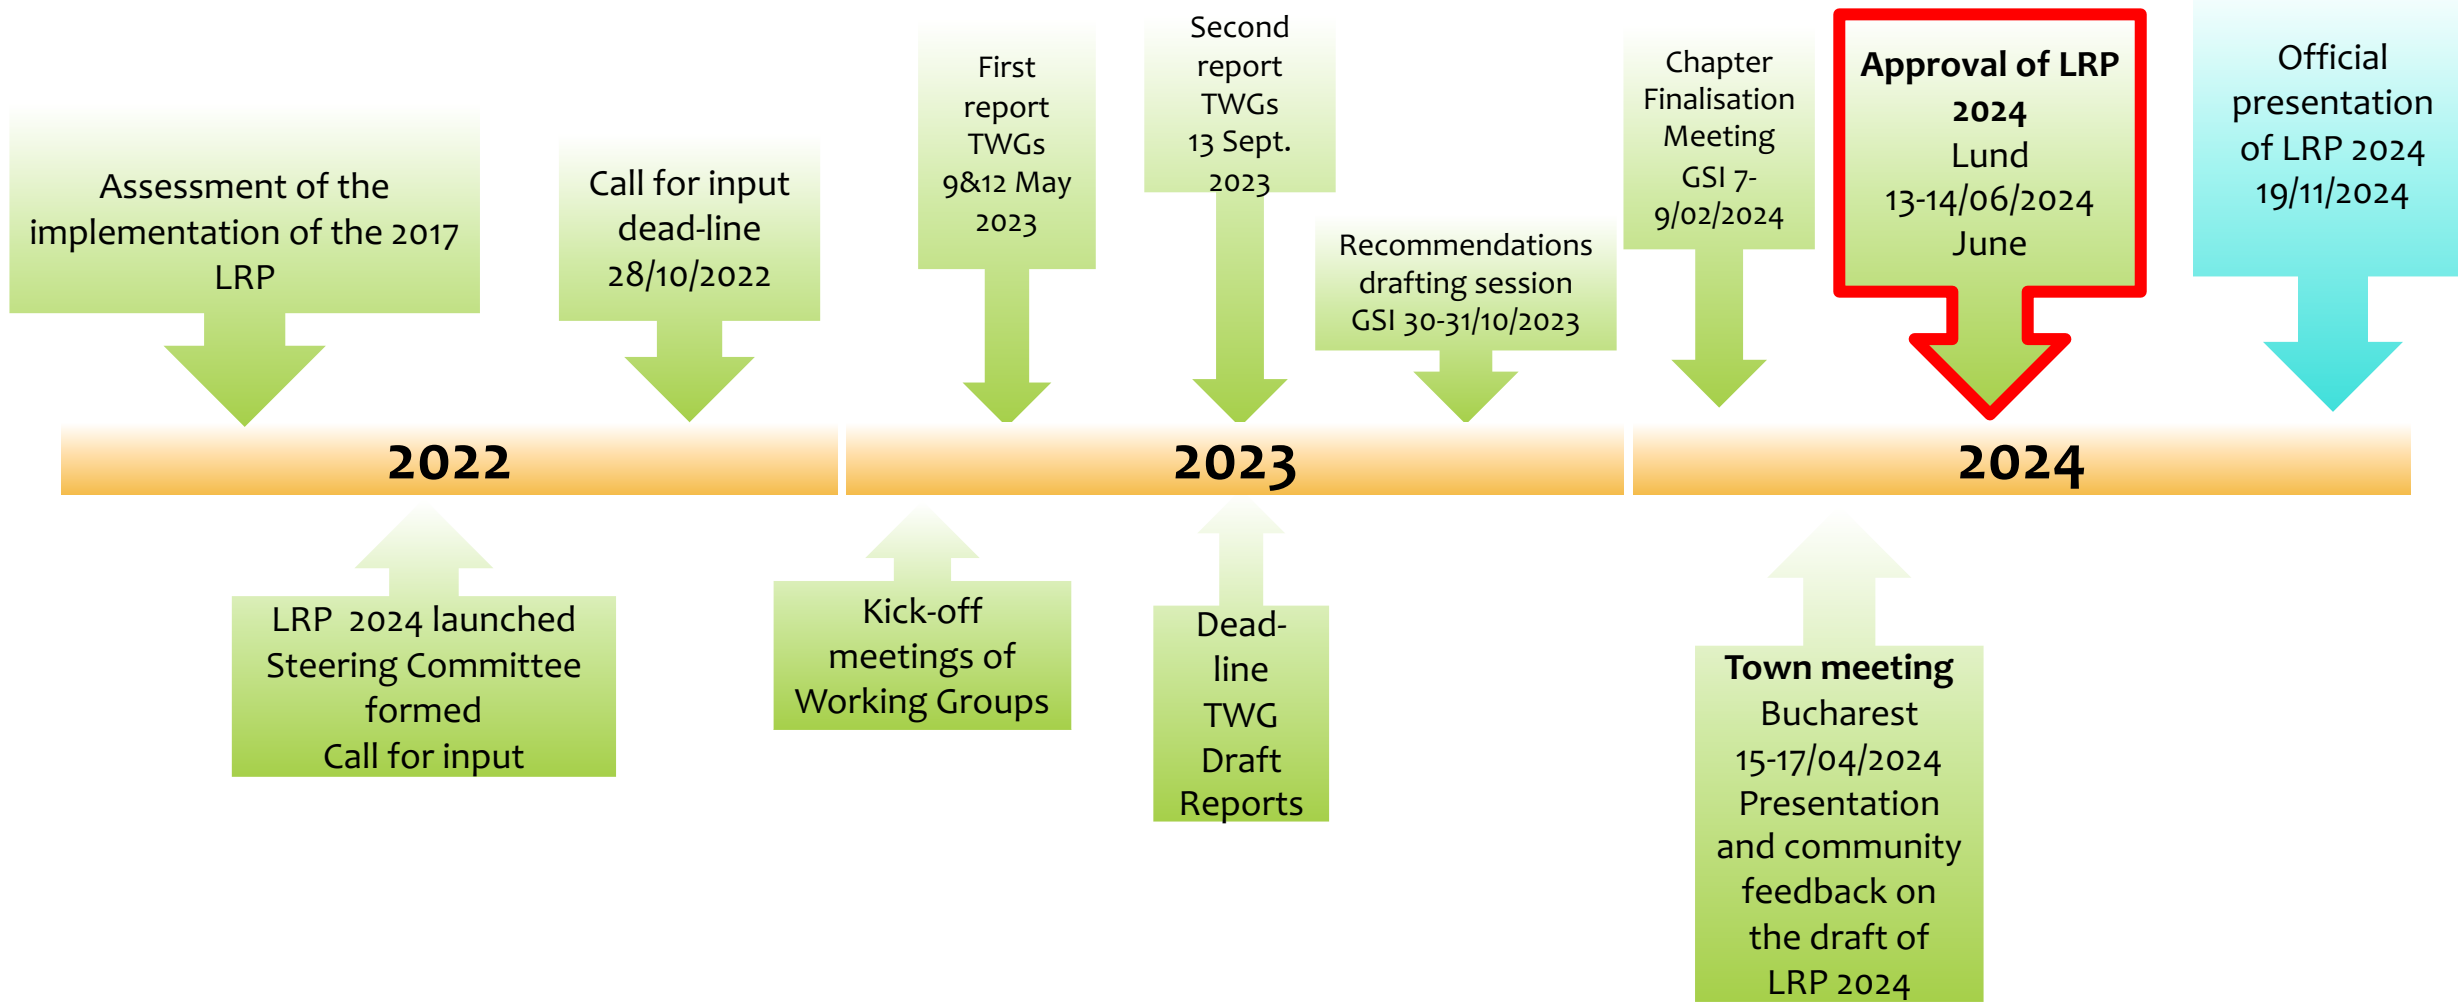 Assessment of the
implementation of the 2017
LRP
Call for input
dead-line
28/10/2022
First
report
TWGs
9&12 May
2023
Second
report
TWGs
13 Sept.
2023
Recommendations
drafting session
GSI 30-31/10/2023
Chapter
Finalisation
Meeting
GSI 7-
9/02/2024
Approval of LRP
2024
Lund
13-14/06/2024
June
Official
presentation
of LRP 2024
19/11/2024
2022
2023
2024
LRP 2024 launched
Steering Committee
formed
Call for input
Kick-off
meetings of
Working Groups
Dead-
line
TWG
Draft
Reports
Town meeting
Bucharest
15-17/04/2024
Presentation
and community
feedback on
the draft of
LRP 2024